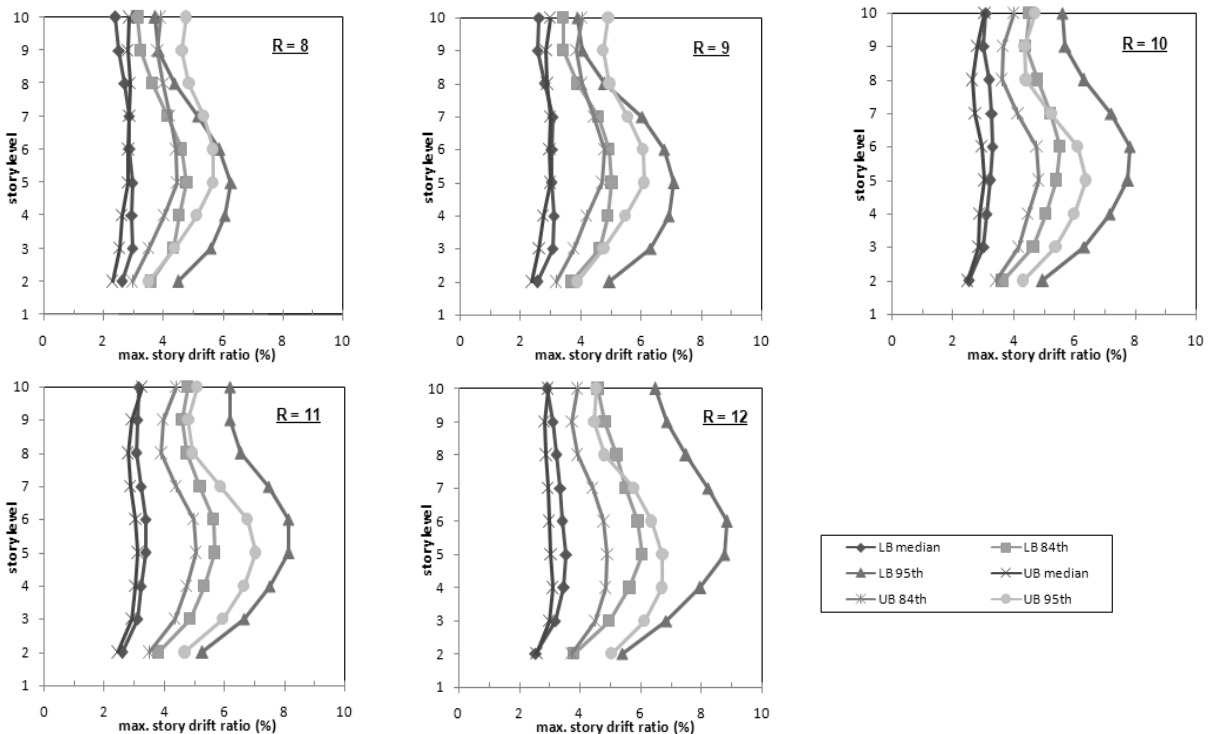 10
9
8
7
6
5
4
3
2
1
story level
R = 8
0 2 4 6 8 10
max. story drift ratio (%)
10
9
8
7
6
5
4
3
2
1
story level
R = 9
0 2 4 6 8 10
max. story drift ratio (%)
10
9
8
7
6
5
4
3
2
1
story level
R = 10
0 2 4 6 8 10
max. story drift ratio (%)
10
9
8
7
6
5
4
3
2
1
story level
R = 11
0 2 4 6 8 10
max. story drift ratio (%)
10
9
8
7
6
5
4
3
2
1
story level
R = 12
0 2 4 6 8 10
max. story drift ratio (%)
LB median LB 84th
LB 95th UB median
UB 84th UB 95th